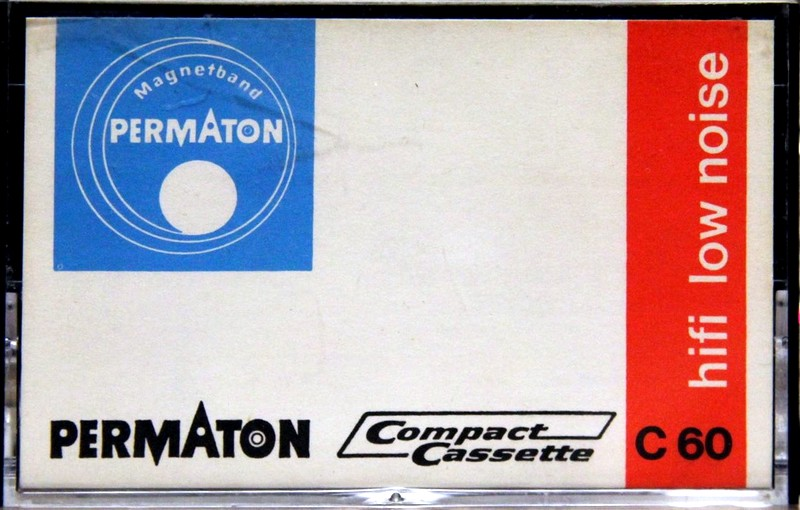 Magnetband
PERMATON
hifi low noise
PERMATON
Compact
Cassette
C 60